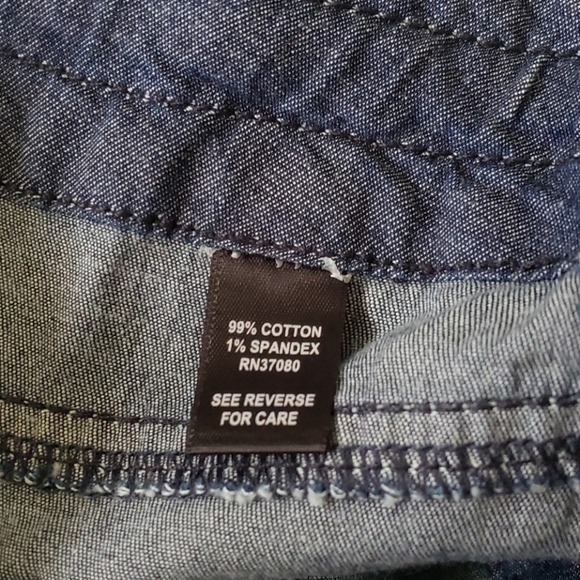 99% COTTON
1% SPANDEX
RN37080
SEE REVERSE
FOR CARE